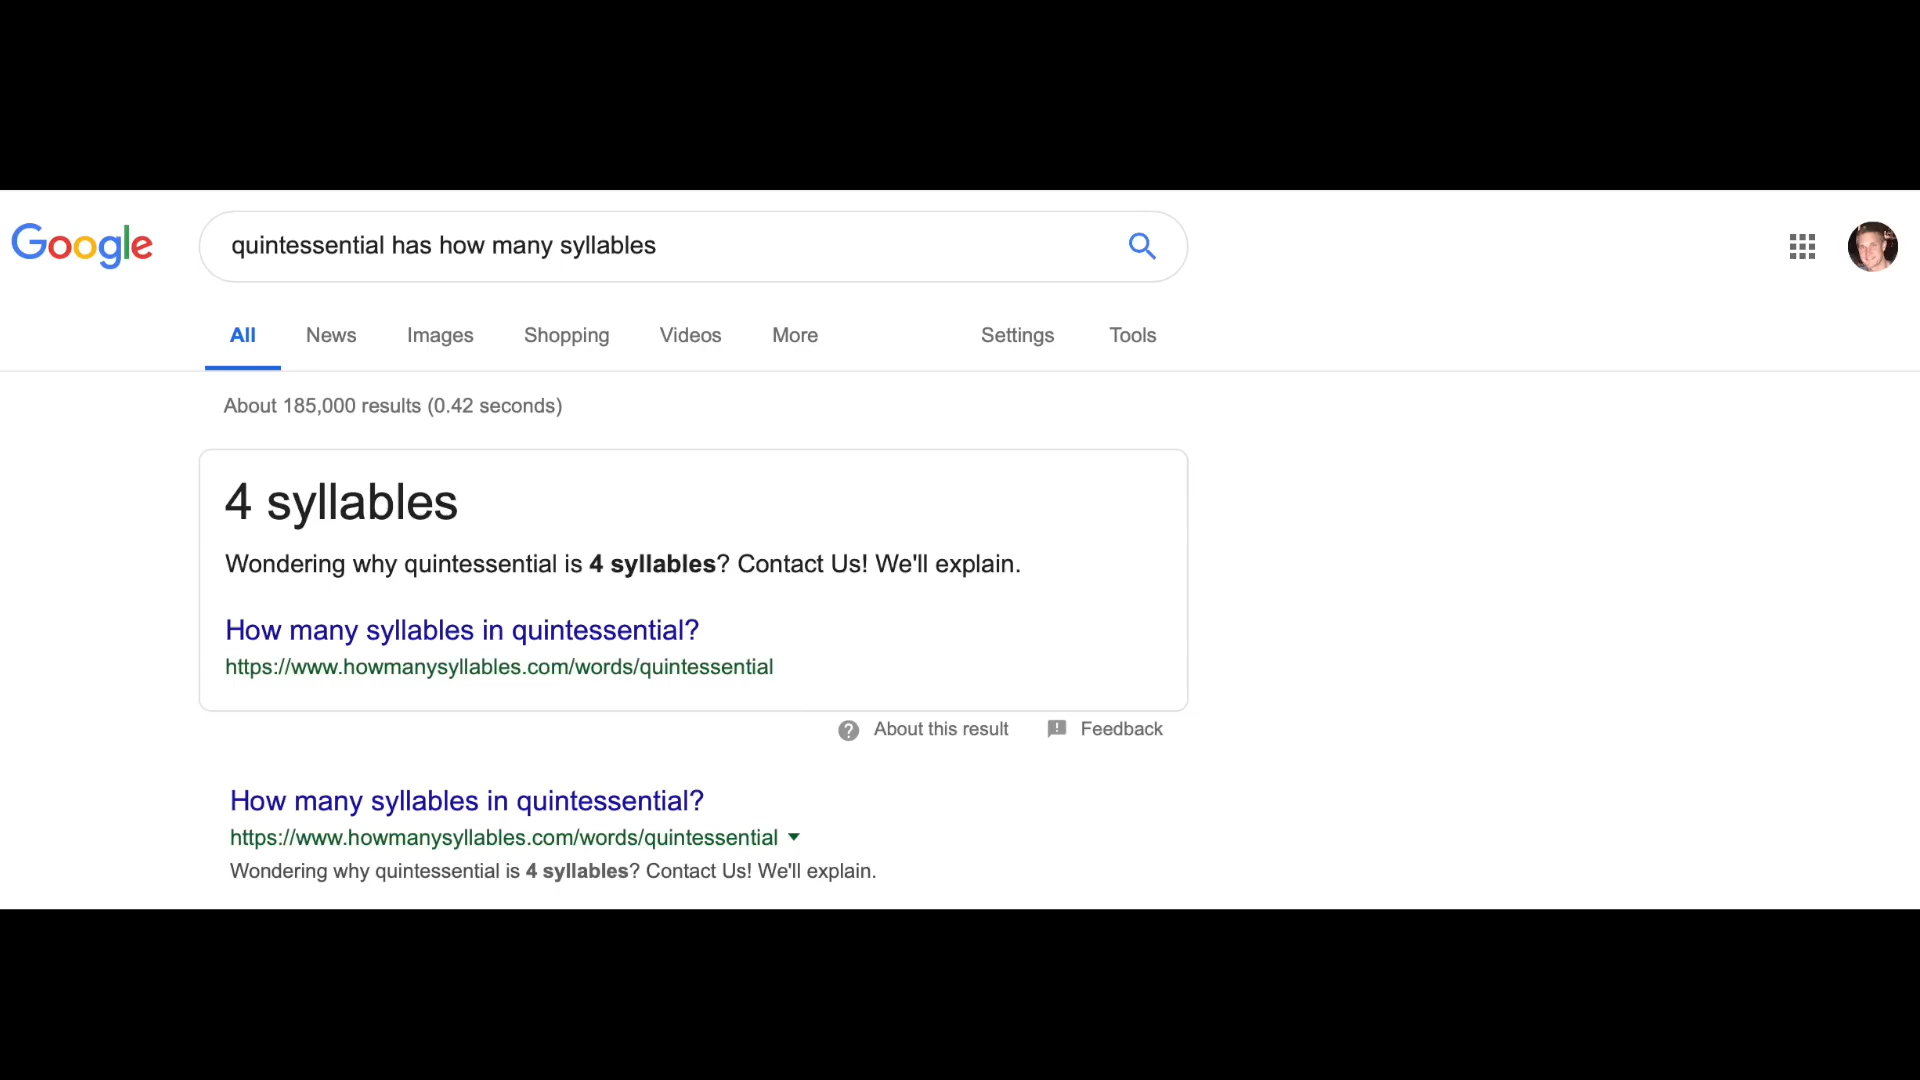 Google
quintessential has how many syllables
All News Images Shopping Videos More Settings Tools
About 185,000 results (0.42 seconds)
4 syllables
Wondering why quintessential is 4 syllables? Contact Us! We'll explain.
How many syllables in quintessential?
https://www.howmanysyllables.com/words/quintessential
About this result Feedback
How many syllables in quintessential?
https://www.howmanysyllables.com/words/quintessential
Wondering why quintessential is 4 syllables? Contact Us! We'll explain.